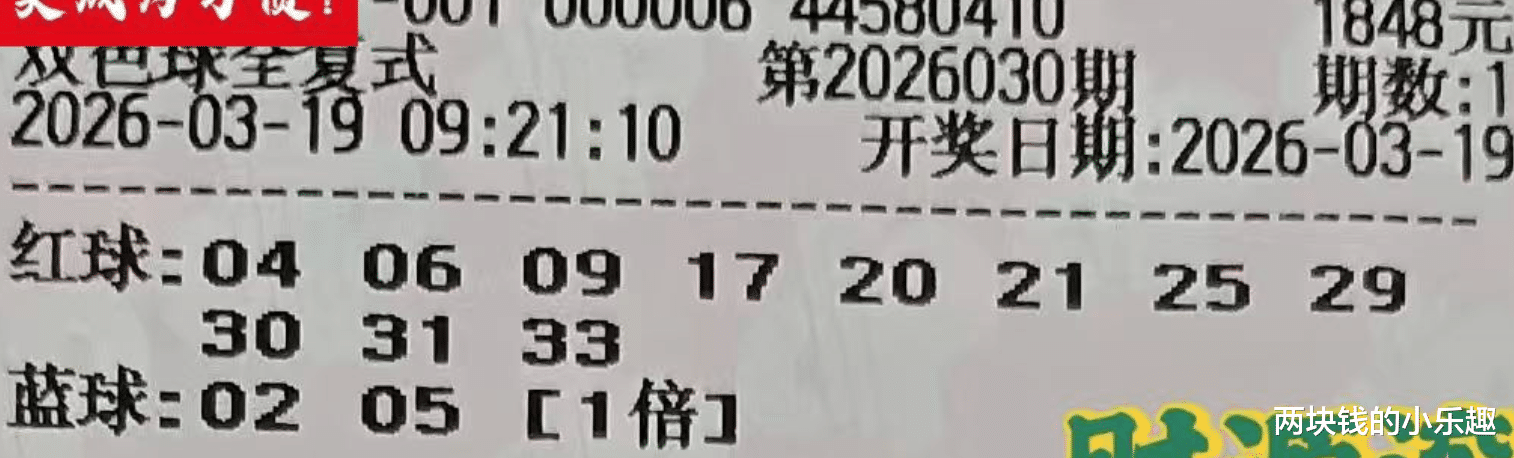 -001 000006 44580410 1848元
双色球全复式 第2026030期 期数:1
2026-03-19 09:21:10 开奖日期:2026-03-19
红球:04 06 09 17 20 21 25 29
30 31 33
蓝球:02 05 [1倍]
两块钱的小乐趣